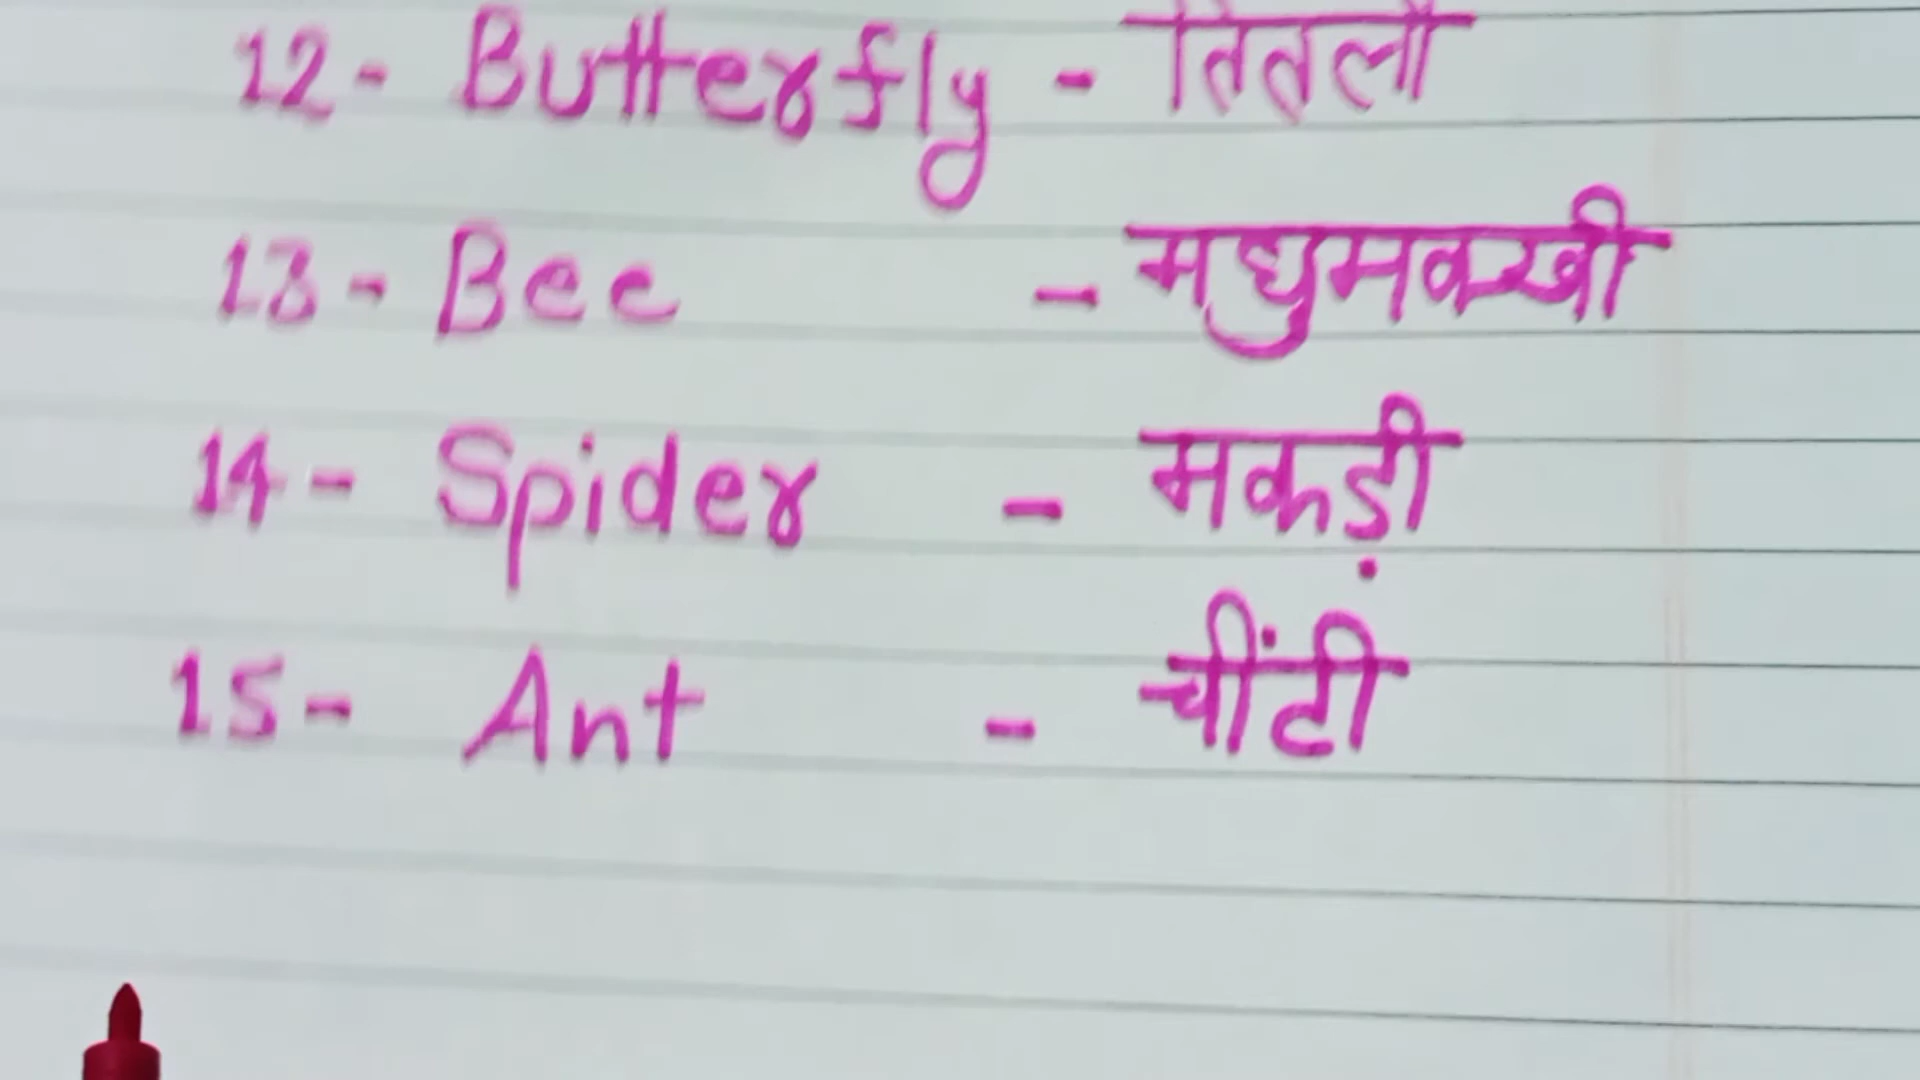 12- Butterfly - तितली
13- Bee - मधुमक्खी
14- Spider - मकड़ी
15- Ant - चींटी